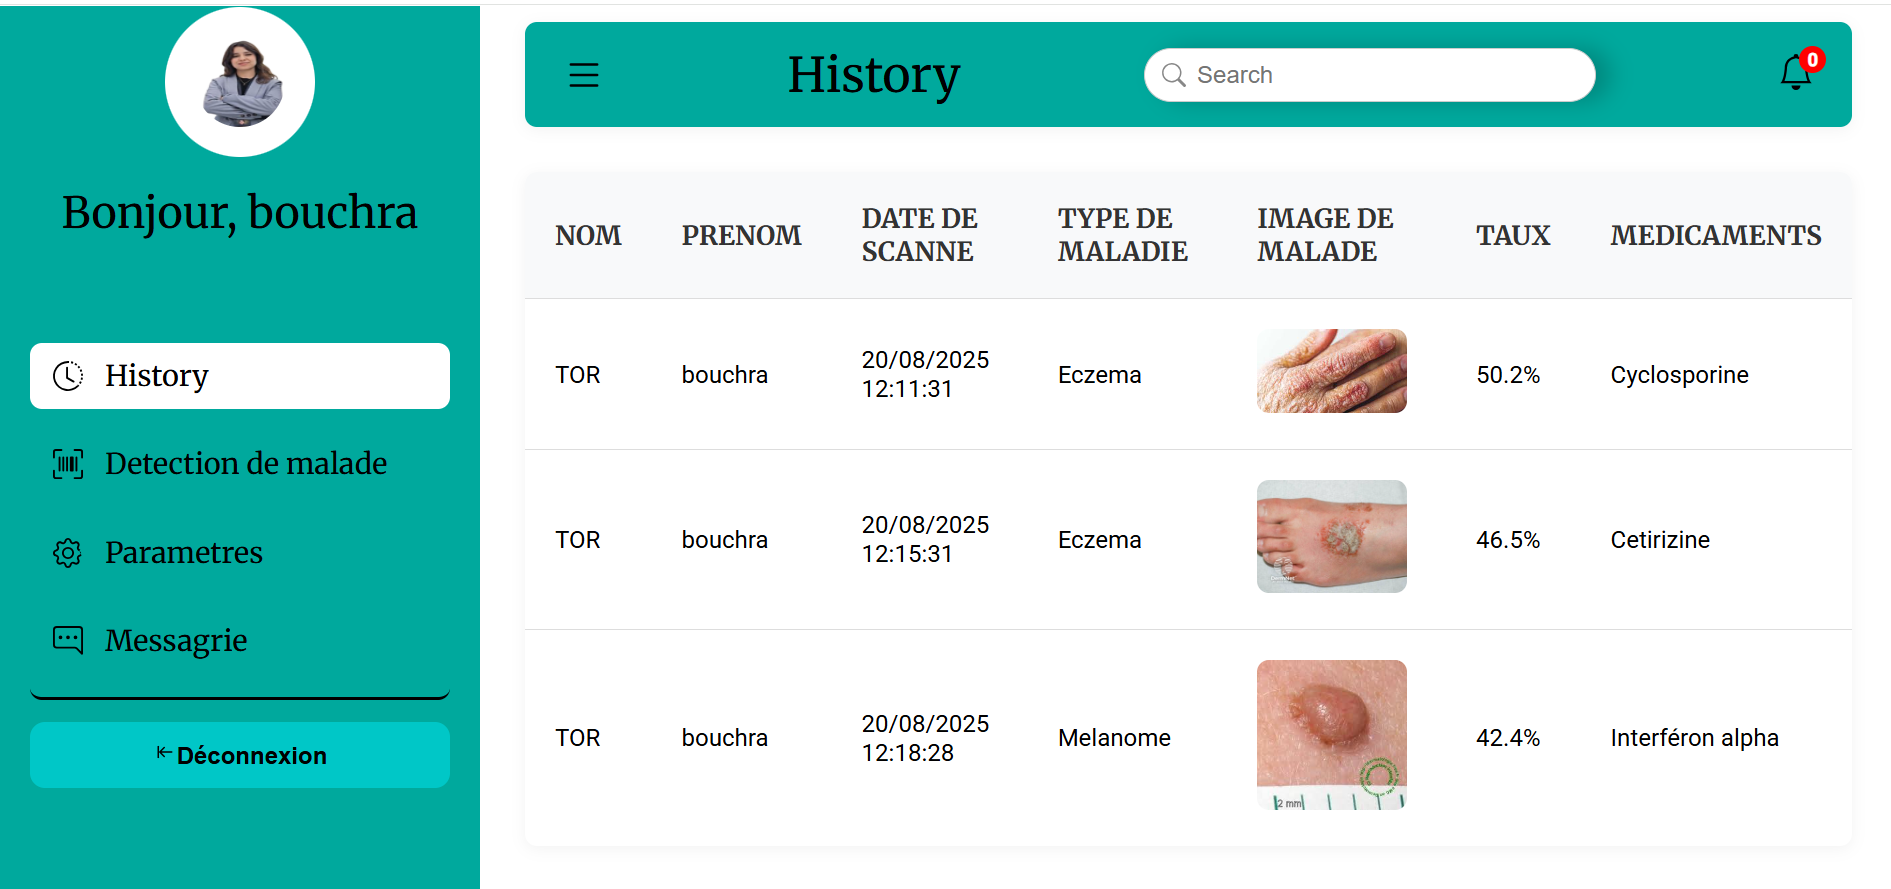 Bonjour, bouchra
History
Detection de malade
Parametres
Messagrie
Déconnexion
History
Search
0
NOM
PRENOM
DATE DE
SCANNE
TYPE DE
MALADIE
IMAGE DE
MALADE
TAUX
MEDICAMENTS
TOR
bouchra
20/08/2025
12:11:31
Eczema
50.2%
Cyclosporine
TOR
bouchra
20/08/2025
12:15:31
Eczema
46.5%
Cetirizine
TOR
bouchra
20/08/2025
12:18:28
Melanome
2 mm
42.4%
Interféron alpha